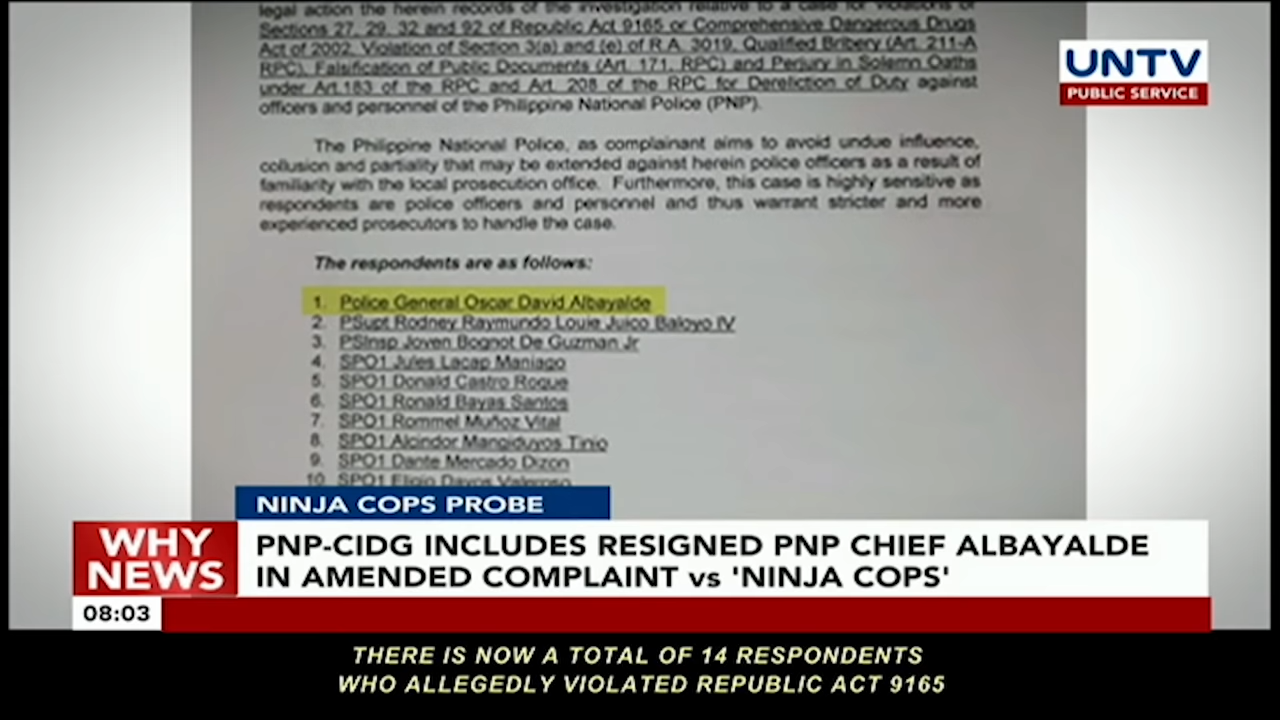 legal action the herein records of the investigation relative to a case for violations of
Sections 27, 29, 32 and 92 of Republic Act 9165 or Comprehensive Dangerous Drugs
Act of 2002, Violation of Section 3(a) and (e) of R.A. 3019, Qualified Bribery (Art. 211-A
RPC), Falsification of Public Documents (Art. 171, RPC) and Perjury in Solemn Oaths
under Art.183 of the RPC and Art. 208 of the RPC for Dereliction of Duty against
officers and personnel of the Philippine National Police (PNP).
The Philippine National Police, as complainant aims to avoid undue influence,
collusion and partiality that may be extended against herein police officers as a result of
familiarity with the local prosecution office. Furthermore, this case is highly sensitive as
respondents are police officers and personnel and thus warrant stricter and more
experienced prosecutors to handle the case.
The respondents are as follows:
1. Police General Oscar David Albayalde
2. PSupt Rodney Raymundo Louie Juico Baloyo IV
3. PSInsp Joven Bognot De Guzman Jr
4. SPO1 Jules Lacap Maniago
5. SPO1 Donald Castro Roque
6. SPO1 Ronald Bayas Santos
7. SPO1 Rommel Muñoz Vital
8. SPO1 Alcindor Mangiduyos Tinio
9. SPO1 Dante Mercado Dizon
10. SPO1 Eligio Dayos Valeroso
UNTV
PUBLIC SERVICE
NINJA COPS PROBE
WHY
NEWS
PNP-CIDG INCLUDES RESIGNED PNP CHIEF ALBAYALDE
IN AMENDED COMPLAINT vs 'NINJA COPS'
08:03
THERE IS NOW A TOTAL OF 14 RESPONDENTS
WHO ALLEGEDLY VIOLATED REPUBLIC ACT 9165